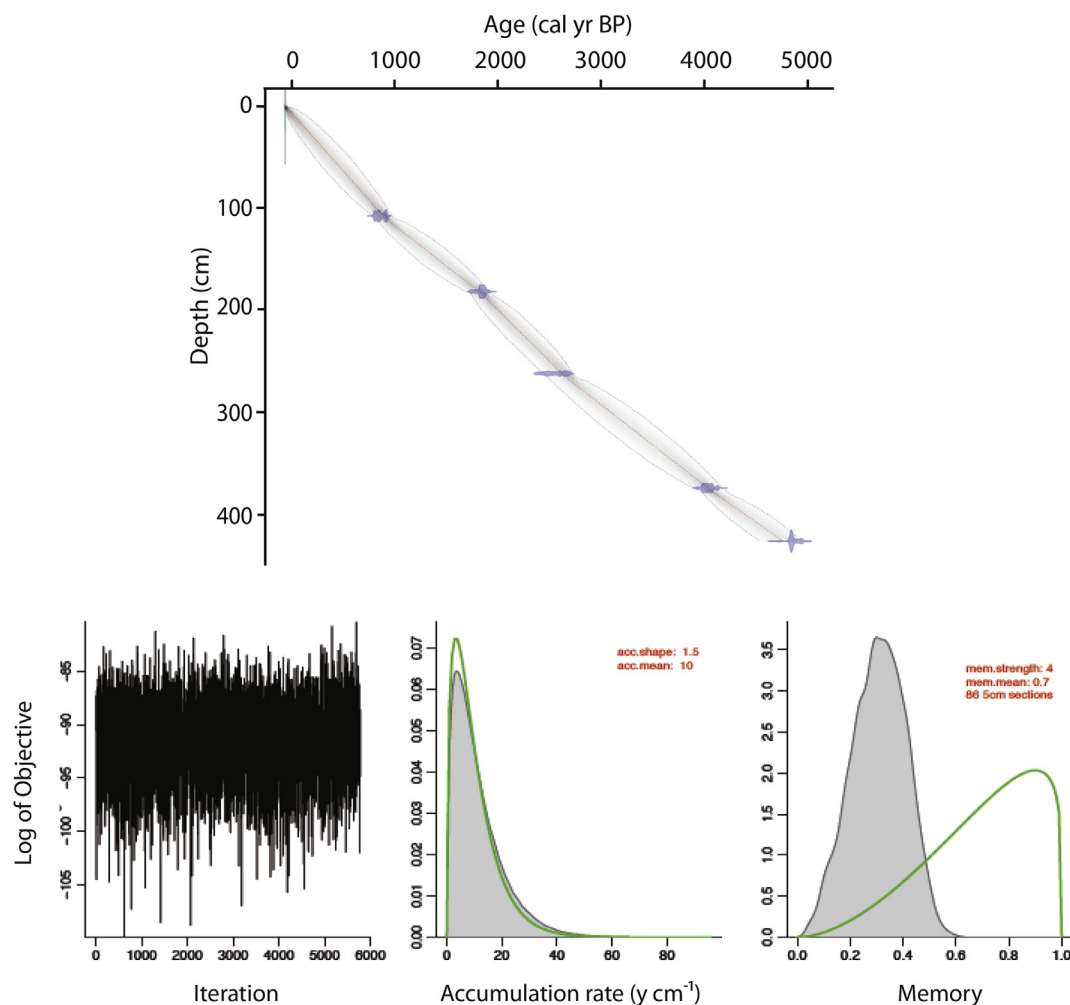 Age (cal yr BP)
0 1000 2000 3000 4000 5000
Depth (cm)
0
100
200
300
400
Log of Objective
-85
-90
-95
-100
-105
0 1000 2000 3000 4000 5000 6000
Iteration
0.07
0.06
0.05
0.04
0.03
0.02
0.01
0.00
acc.shape: 1.5
acc.mean: 10
0 20 40 60 80
Accumulation rate (y cm⁻¹)
3.5
3.0
2.5
2.0
1.5
1.0
0.5
0.0
mem.strength: 4
mem.mean: 0.7
86 5cm sections
0.0 0.2 0.4 0.6 0.8 1.0
Memory